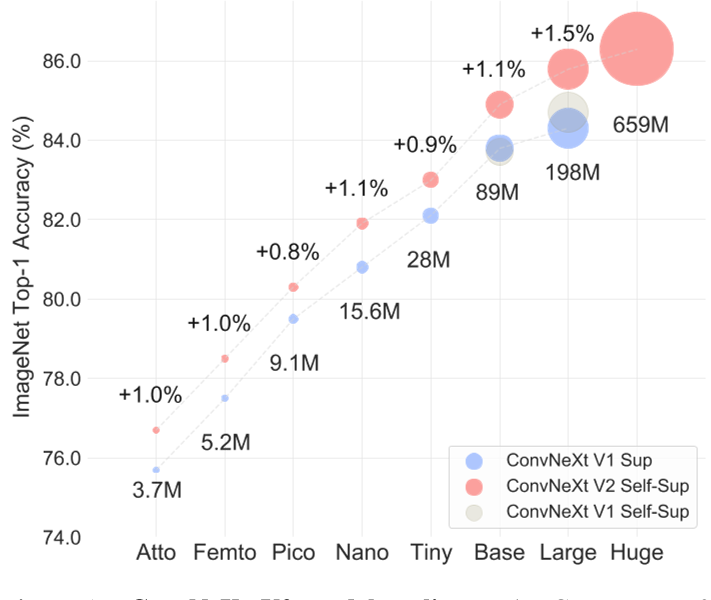 ImageNet Top-1 Accuracy (%)
86.0
84.0
82.0
80.0
78.0
76.0
74.0
+1.0%
+1.0%
+0.8%
+1.1%
+0.9%
+1.1%
+1.5%
3.7M
5.2M
9.1M
15.6M
28M
89M
198M
659M
ConvNeXt V1 Sup
ConvNeXt V2 Self-Sup
ConvNeXt V1 Self-Sup
Atto Femto Pico Nano Tiny Base Large Huge